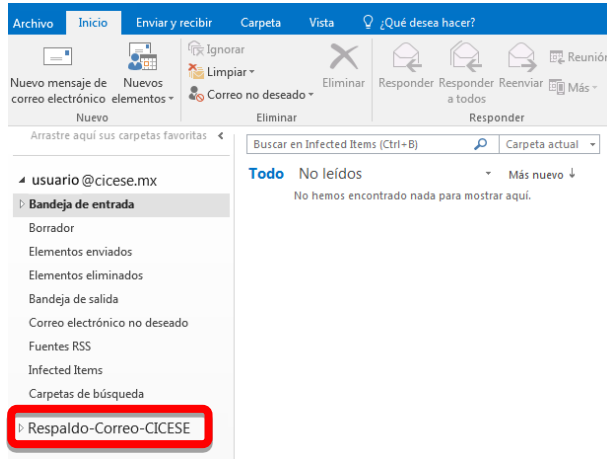 Archivo Inicio Enviar y recibir Carpeta Vista ¿Qué desea hacer?
Nuevo mensaje de correo electrónico
Nuevos elementos
Nuevo
Ignorar
Limpiar
Correo no deseado
Eliminar
Eliminar
Responder
Responder a todos
Reenviar
Reunión
Más
Responder
Arrastre aquí sus carpetas favoritas
usuario @cicese.mx
Bandeja de entrada
Borrador
Elementos enviados
Elementos eliminados
Bandeja de salida
Correo electrónico no deseado
Fuentes RSS
Infected Items
Carpetas de búsqueda
Respaldo-Correo-CICESE
Buscar en Infected Items (Ctrl+B) Carpeta actual
Todo No leídos Más nuevo ↓
No hemos encontrado nada para mostrar aquí.